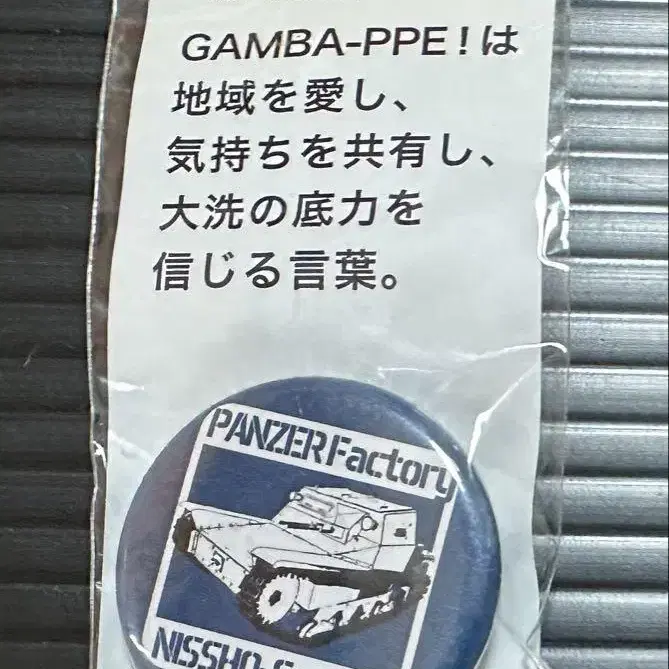 GAMBA-PPE！は
地域を愛し、
気持ちを共有し、
大洗の底力を
信じる言葉。
PANZER Factory
NISSHO-